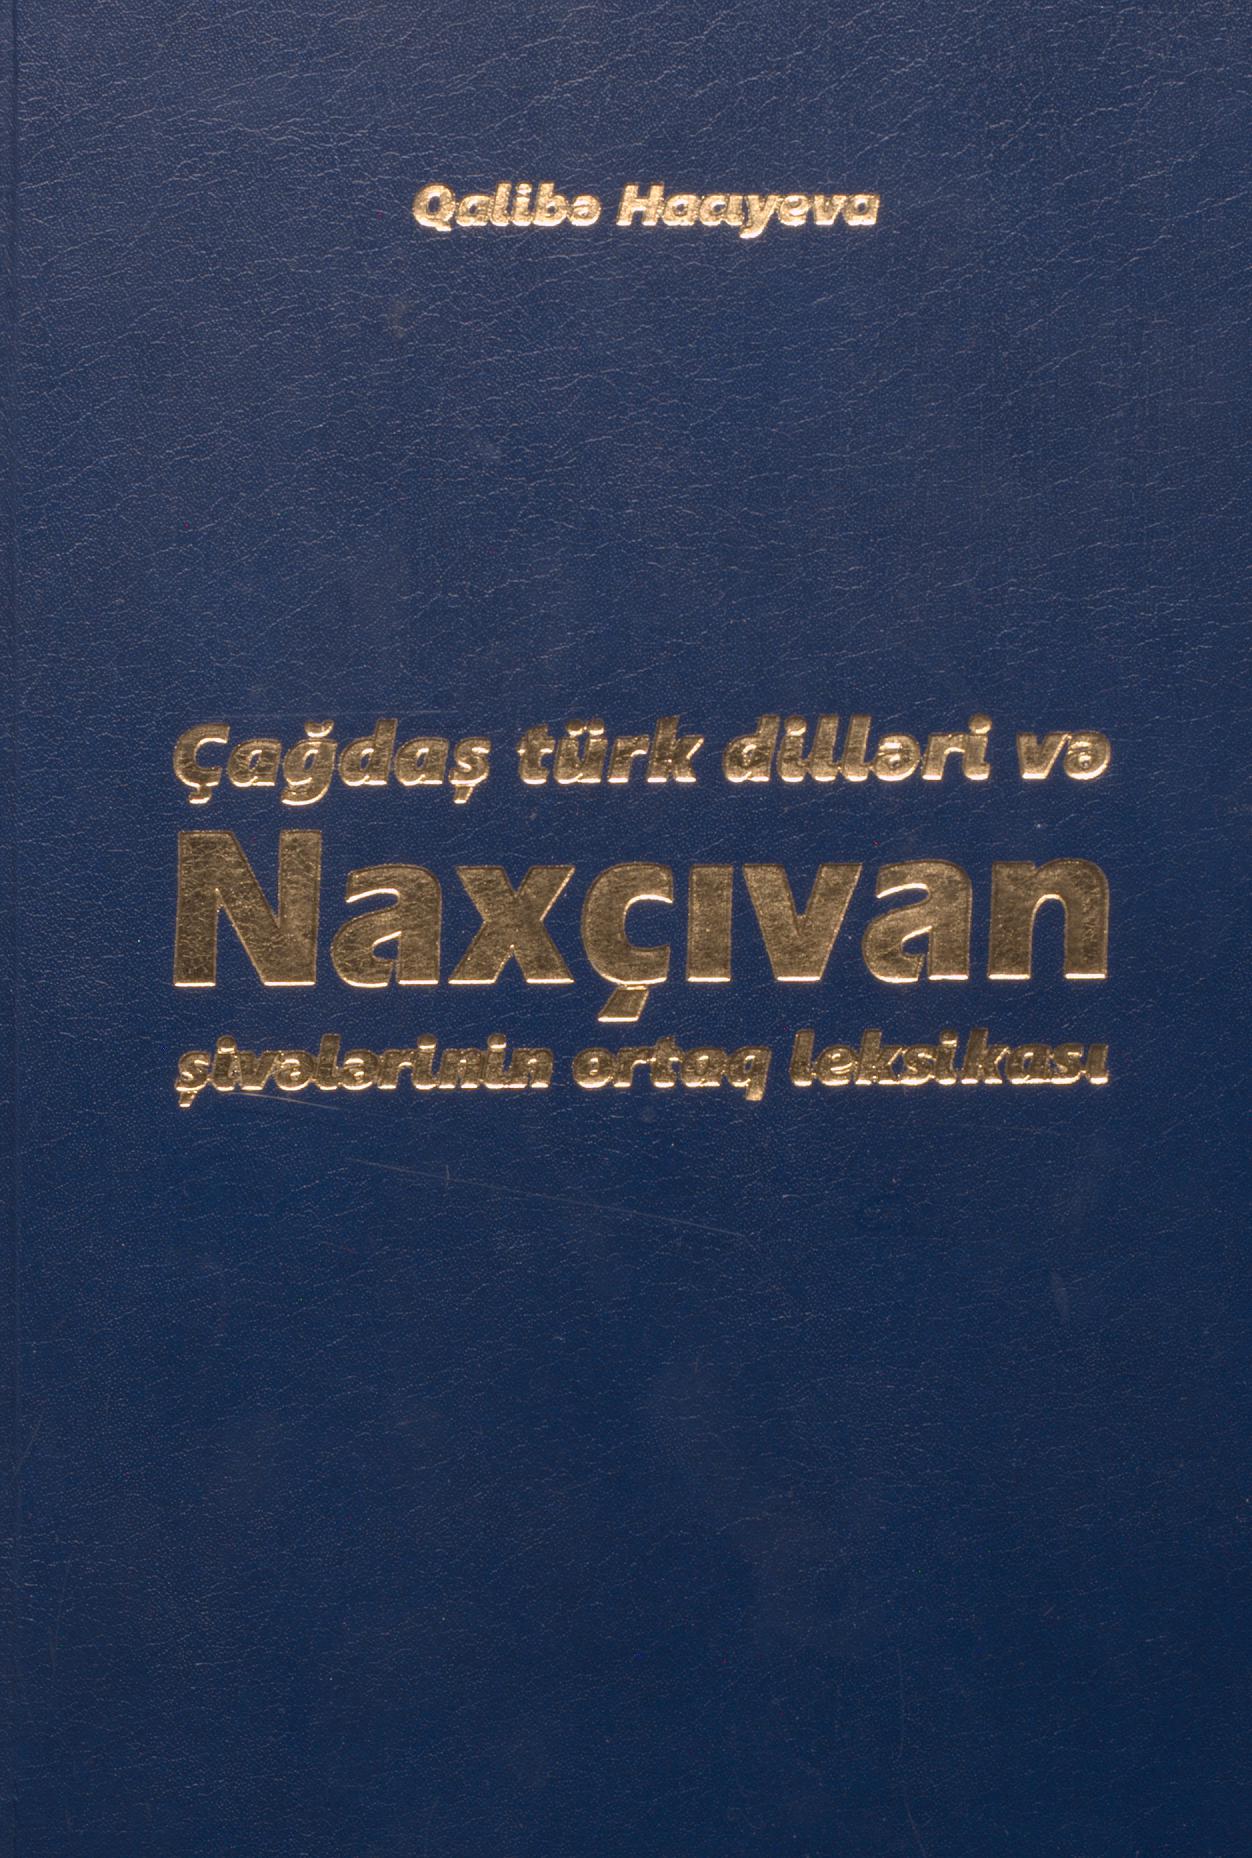 Qalibə Hacıyeva
Çağdaş türk dilləri və
Naxçıvan
şivələrinin ortaq leksikası